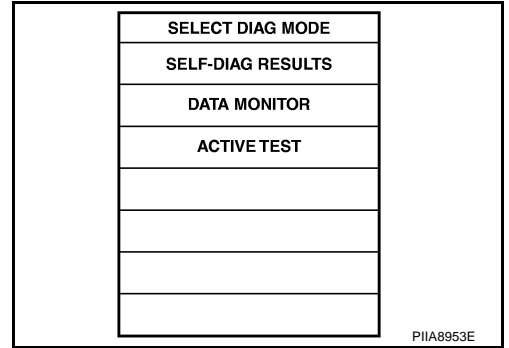 SELECT DIAG MODE
SELF-DIAG RESULTS
DATA MONITOR
ACTIVE TEST
PIIA8953E